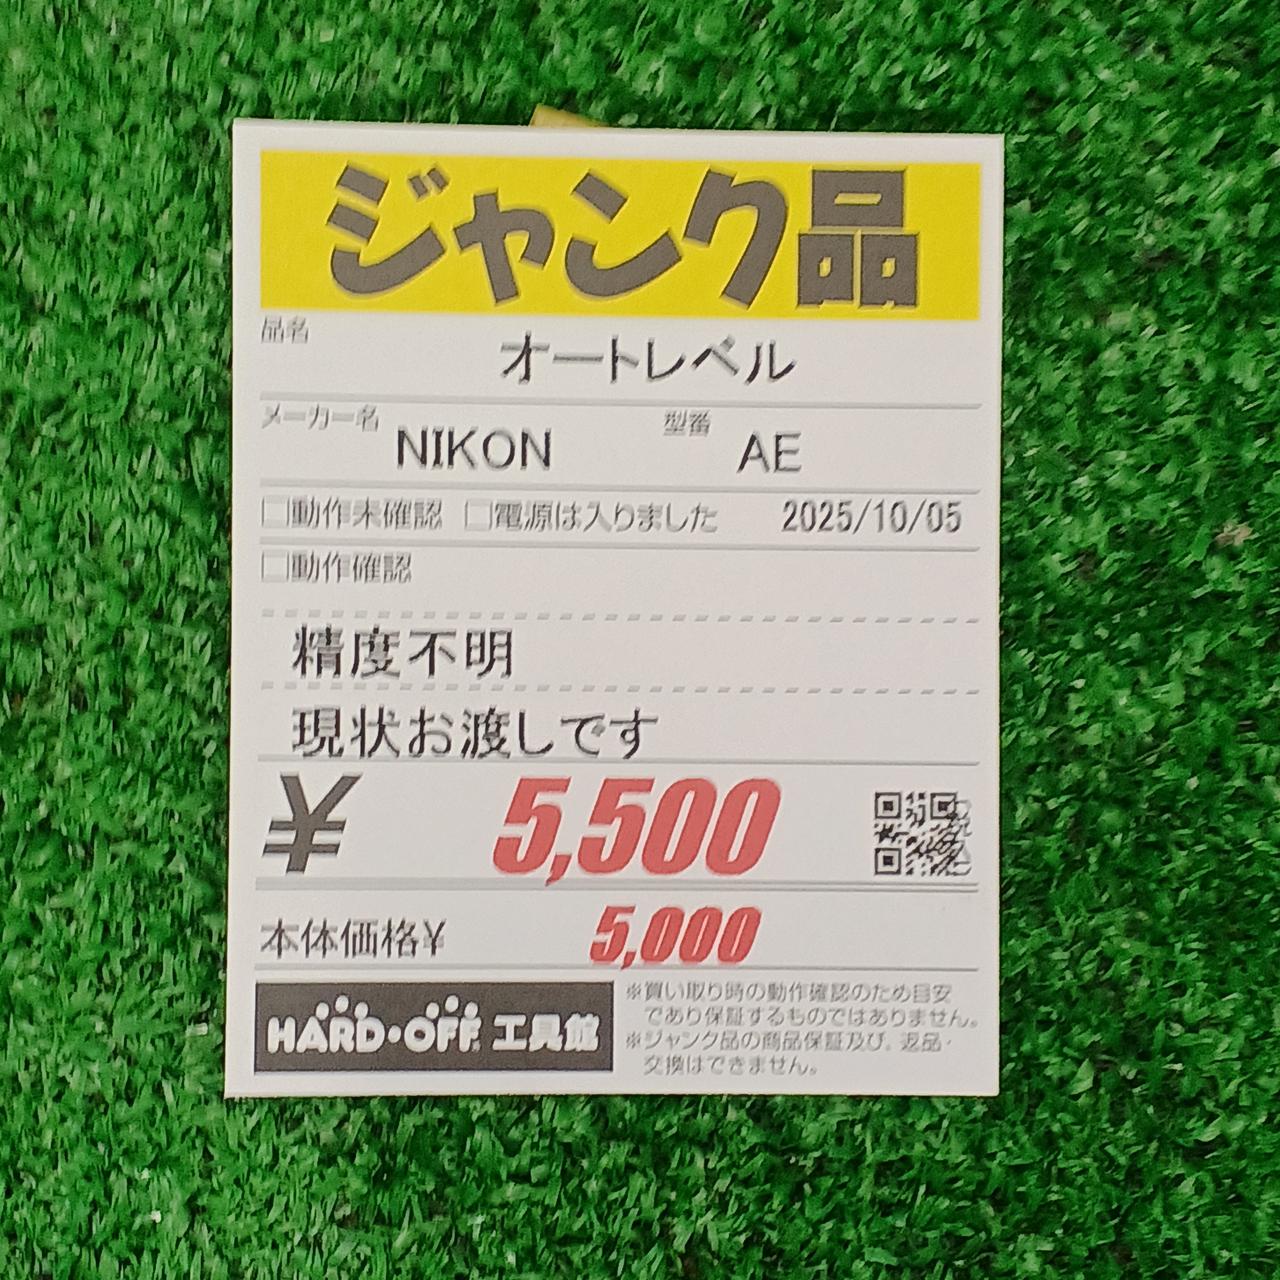 ジャンク品
品名 オートレベル
メーカー名 NIKON 型番 AE
□動作未確認 □電源は入りました 2025/10/05
□動作確認
精度不明
現状お渡しです
¥ 5,500
本体価格¥ 5,000
HARD・OFF 工具館
※買い取り時の動作確認のため目安
であり保証するものではありません。
※ジャンク品の商品保証及び、返品・
交換はできません。